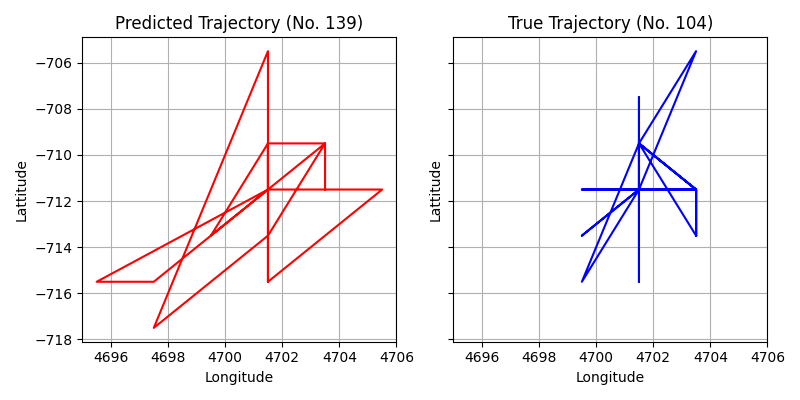 Predicted Trajectory (No. 139)
True Trajectory (No. 104)
Lattitude
−706
−708
−710
−712
−714
−716
−718
4696 4698 4700 4702 4704 4706
Longitude
Lattitude
4696 4698 4700 4702 4704 4706
Longitude